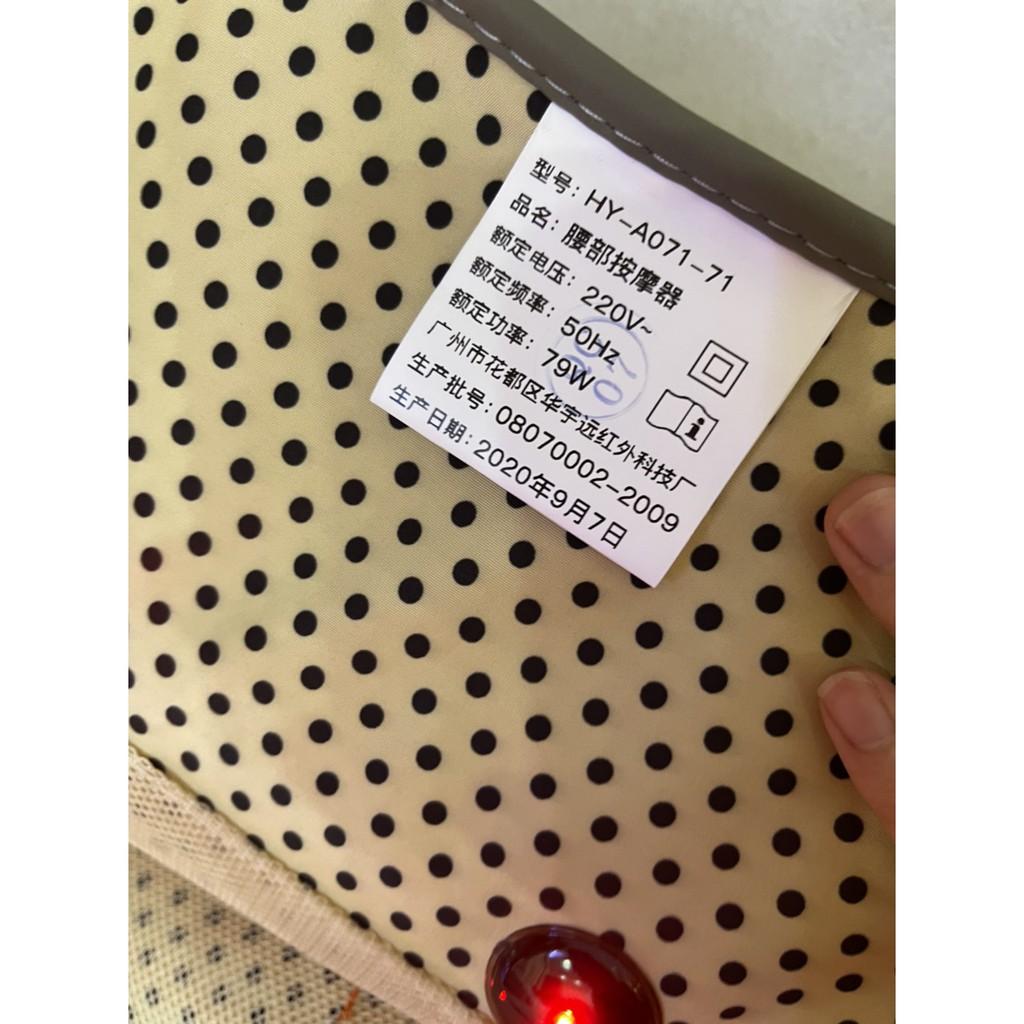 型号: HY-A071-71
品名: 腰部按摩器
额定电压: 220V~
额定频率: 50Hz
额定功率: 79W
广州市花都区华宇远红外科技厂
生产批号: 08070002-2009
生产日期: 2020年9月7日